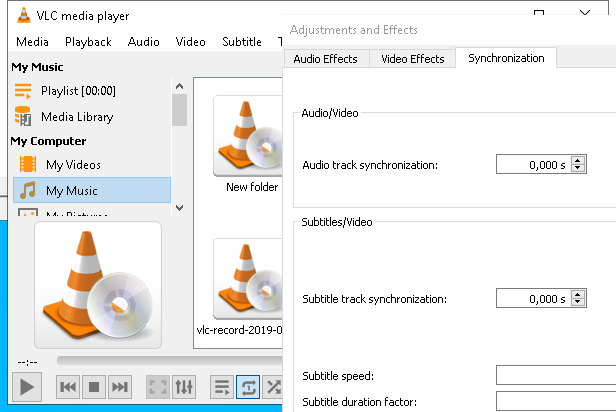 VLC media player
Media Playback Audio Video Subtitle
My Music
Playlist [00:00]
Media Library
My Computer
My Videos
My Music
My Pictures
New folder
vlc-record-2019-0
--:--
Adjustments and Effects
Audio Effects Video Effects Synchronization
Audio/Video
Audio track synchronization: 0,000 s
Subtitles/Video
Subtitle track synchronization: 0,000 s
Subtitle speed:
Subtitle duration factor: